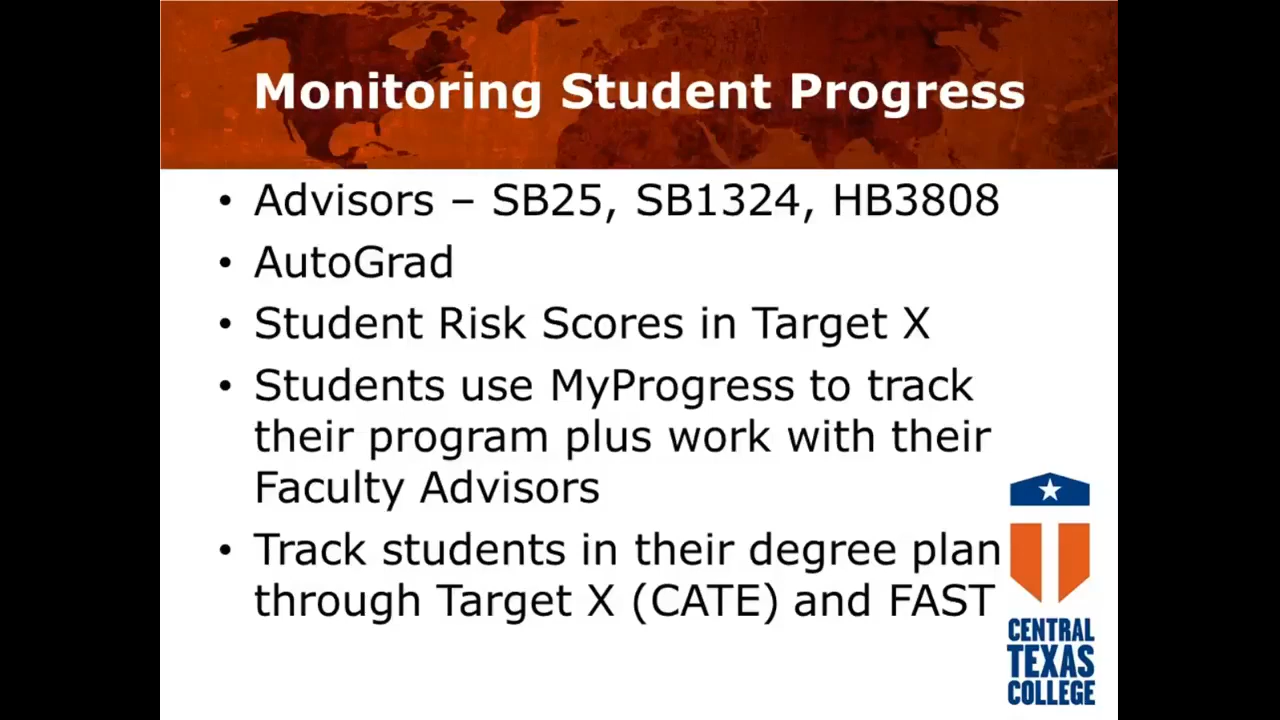 Monitoring Student Progress
• Advisors – SB25, SB1324, HB3808
• AutoGrad
• Student Risk Scores in Target X
• Students use MyProgress to track
their program plus work with their
Faculty Advisors
• Track students in their degree plan
through Target X (CATE) and FAST
CENTRAL
TEXAS
COLLEGE